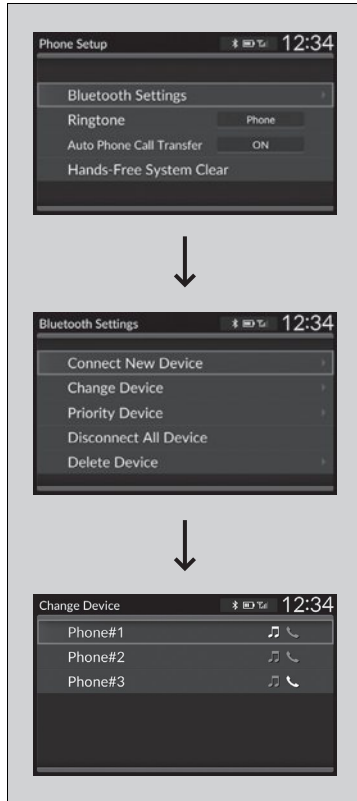 Phone Setup 12:34
Bluetooth Settings
Ringtone Phone
Auto Phone Call Transfer ON
Hands-Free System Clear
Bluetooth Settings 12:34
Connect New Device
Change Device
Priority Device
Disconnect All Device
Delete Device
Change Device 12:34
Phone#1
Phone#2
Phone#3